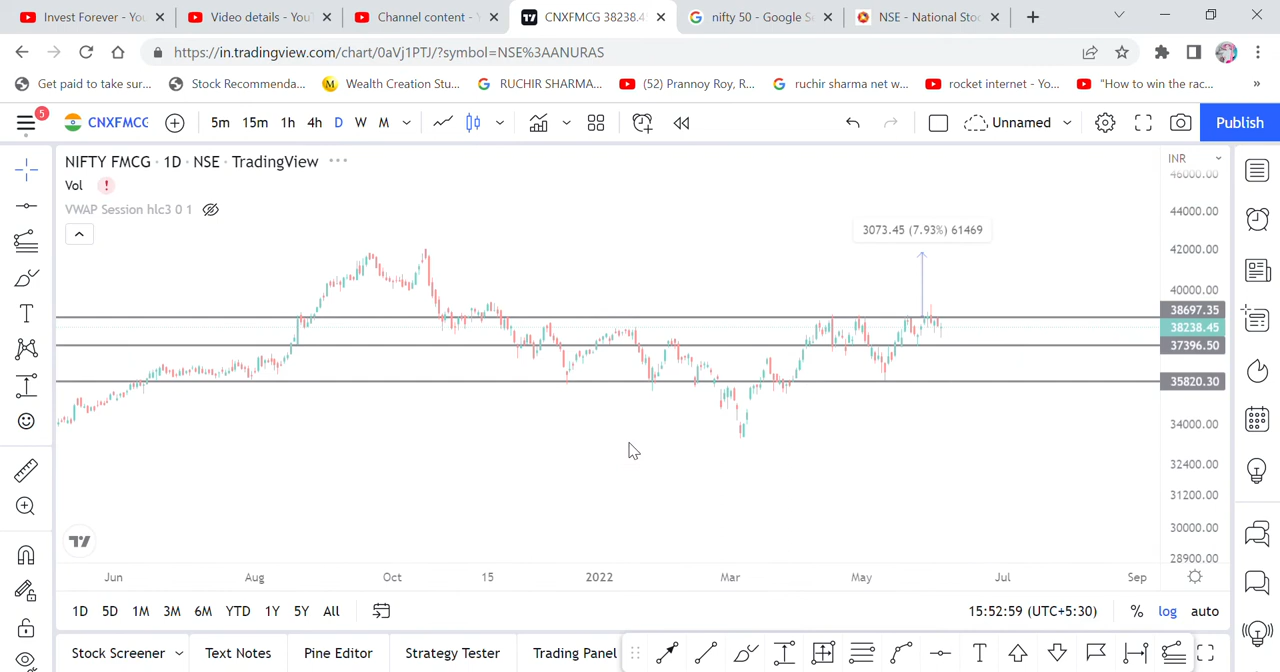 Invest Forever - You
Video details - YouT
Channel content -
CNXFMCG 38238.4
nifty 50 - Google S
NSE - National Stoc
https://in.tradingview.com/chart/0aVj1PTJ/?symbol=NSE%3AANURAS
Get paid to take sur...
Stock Recommenda...
M
Wealth Creation Stu...
RUCHIR SHARMA...
(52) Prannoy Roy, R...
ruchir sharma net w...
rocket internet - Yo...
"How to win the rac...
»
5
CNXFMCG
5m
15m
1h
4h
D
W
M
Unnamed
Publish
NIFTY FMCG · 1D · NSE · TradingView
INR
Vol
!
VWAP Session hlc3 0 1
46000.00
44000.00
3073.45 (7.93%) 61469
42000.00
40000.00
38697.35
38238.45
37396.50
35820.30
34000.00
32400.00
31200.00
30000.00
28900.00
Jun
Aug
Oct
15
2022
Mar
May
Jul
Sep
1D
5D
1M
3M
6M
YTD
1Y
5Y
All
15:52:59 (UTC+5:30)
%
log
auto
Stock Screener
Text Notes
Pine Editor
Strategy Tester
Trading Panel